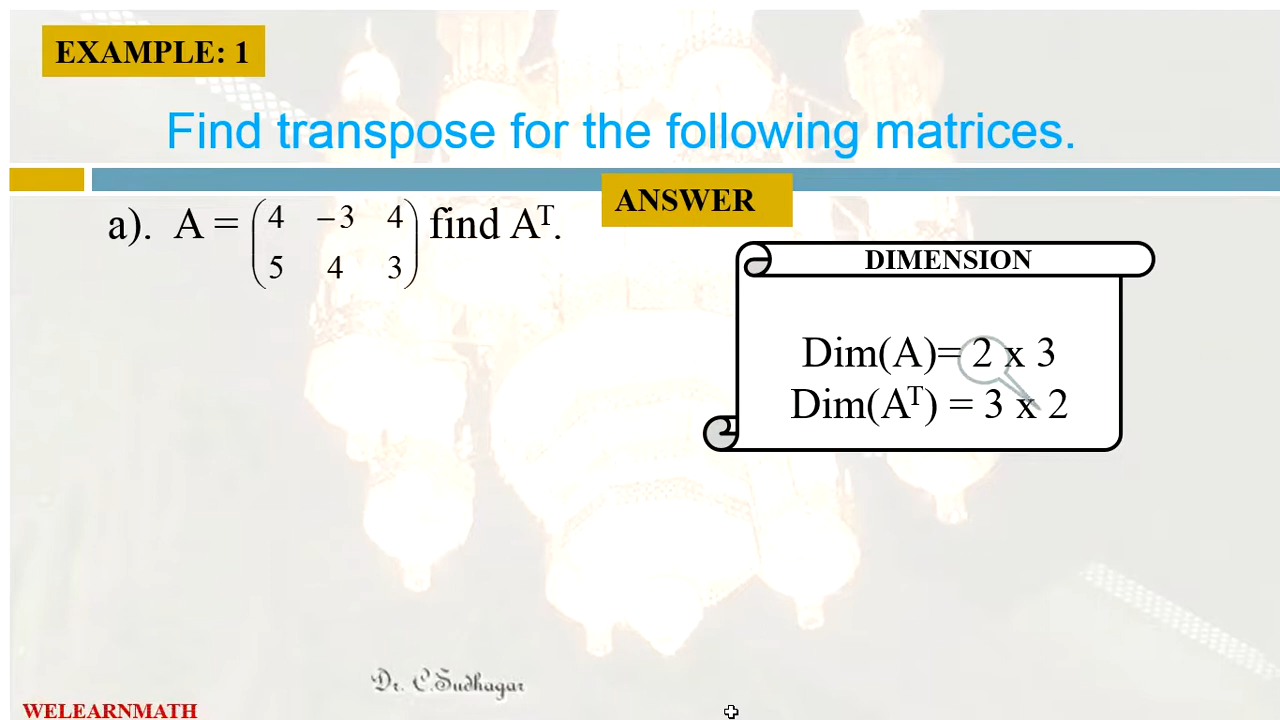 EXAMPLE: 1
Find transpose for the following matrices.
ANSWER
a). A = (4 −3 4
5 4 3) find Aᵀ.
DIMENSION
Dim(A)= 2 x 3
Dim(Aᵀ) = 3 x 2
Dr. C.Sudhagar
WELEARNMATH